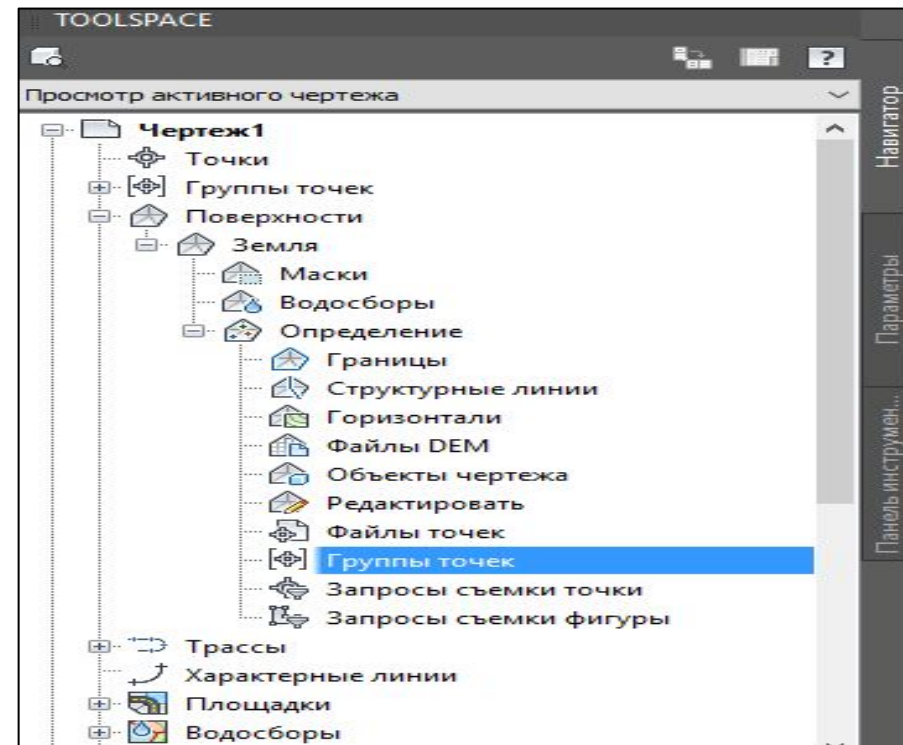 TOOLSPACE
?
Просмотр активного чертежа
Чертеж1
Точки
Группы точек
Поверхности
Земля
Маски
Водосборы
Определение
Границы
Структурные линии
Горизонтали
Файлы DEM
Объекты чертежа
Редактировать
Файлы точек
Группы точек
Запросы съемки точки
Запросы съемки фигуры
Трассы
Характерные линии
Площадки
Водосборы
Навигатор
Параметры
Панель инструмен...